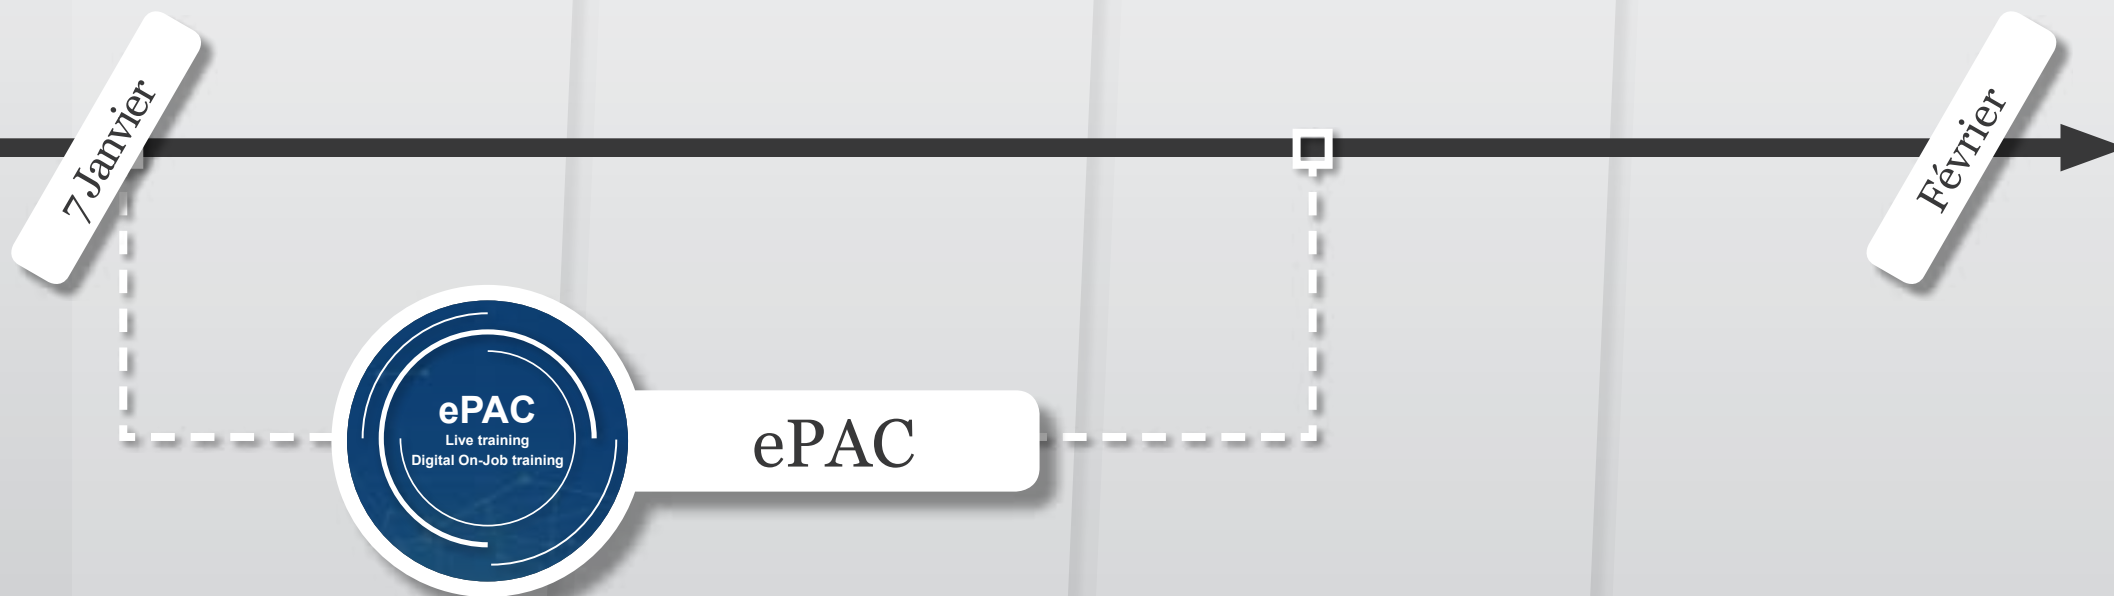 7 Janvier
Février
ePAC
Live training
Digital On-Job training
ePAC